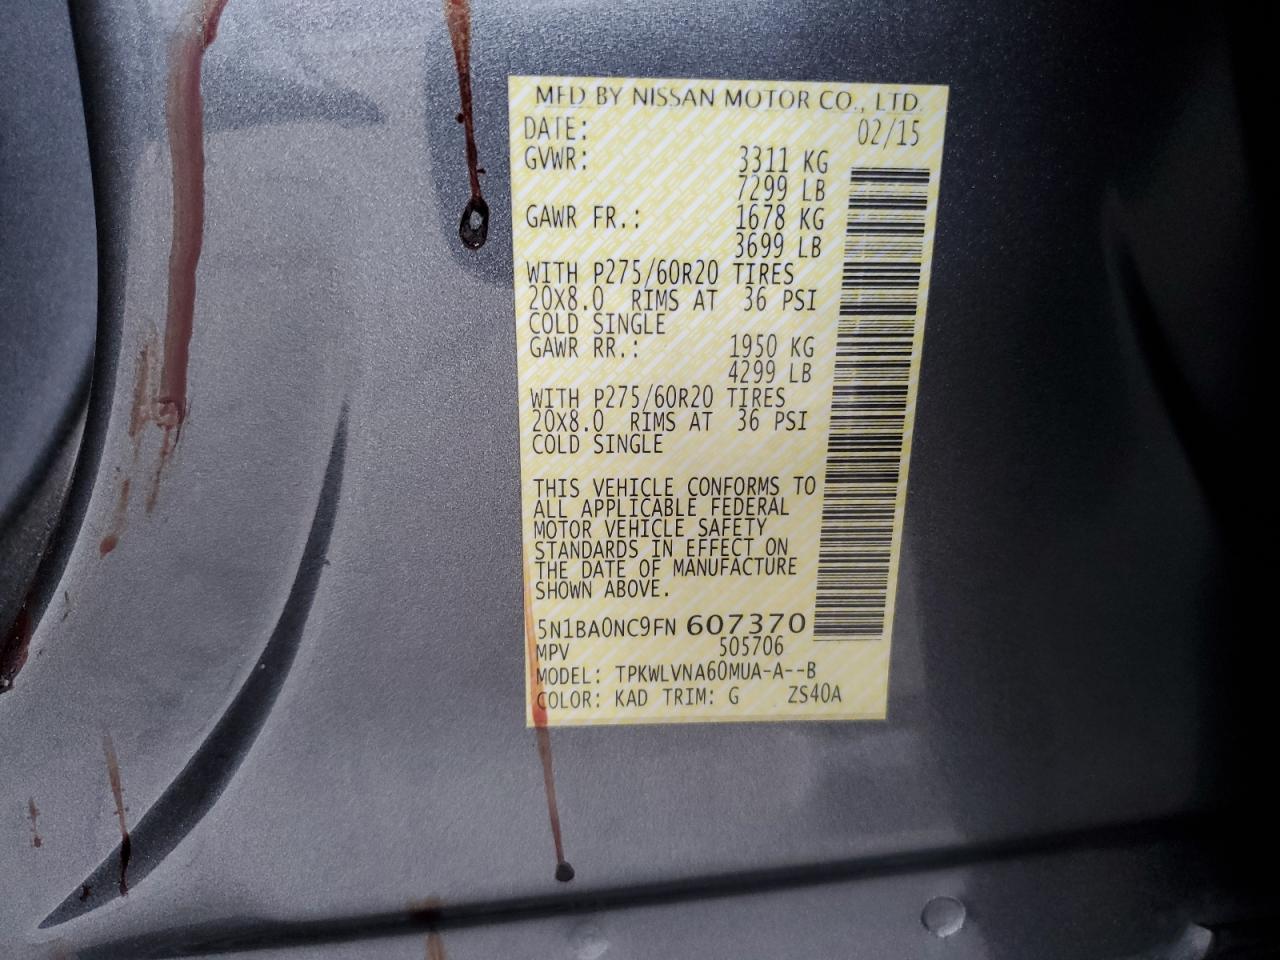 MFD BY NISSAN MOTOR CO., LTD.
DATE: 02/15
GVWR: 3311 KG
7299 LB
GAWR FR.: 1678 KG
3699 LB
WITH P275/60R20 TIRES
20X8.0 RIMS AT 36 PSI
COLD SINGLE
GAWR RR.: 1950 KG
4299 LB
WITH P275/60R20 TIRES
20X8.0 RIMS AT 36 PSI
COLD SINGLE
THIS VEHICLE CONFORMS TO
ALL APPLICABLE FEDERAL
MOTOR VEHICLE SAFETY
STANDARDS IN EFFECT ON
THE DATE OF MANUFACTURE
SHOWN ABOVE.
5N1BA0NC9FN 607370
MPV 505706
MODEL: TPKWLVNA60MUA-A--B
COLOR: KAD TRIM: G ZS40A